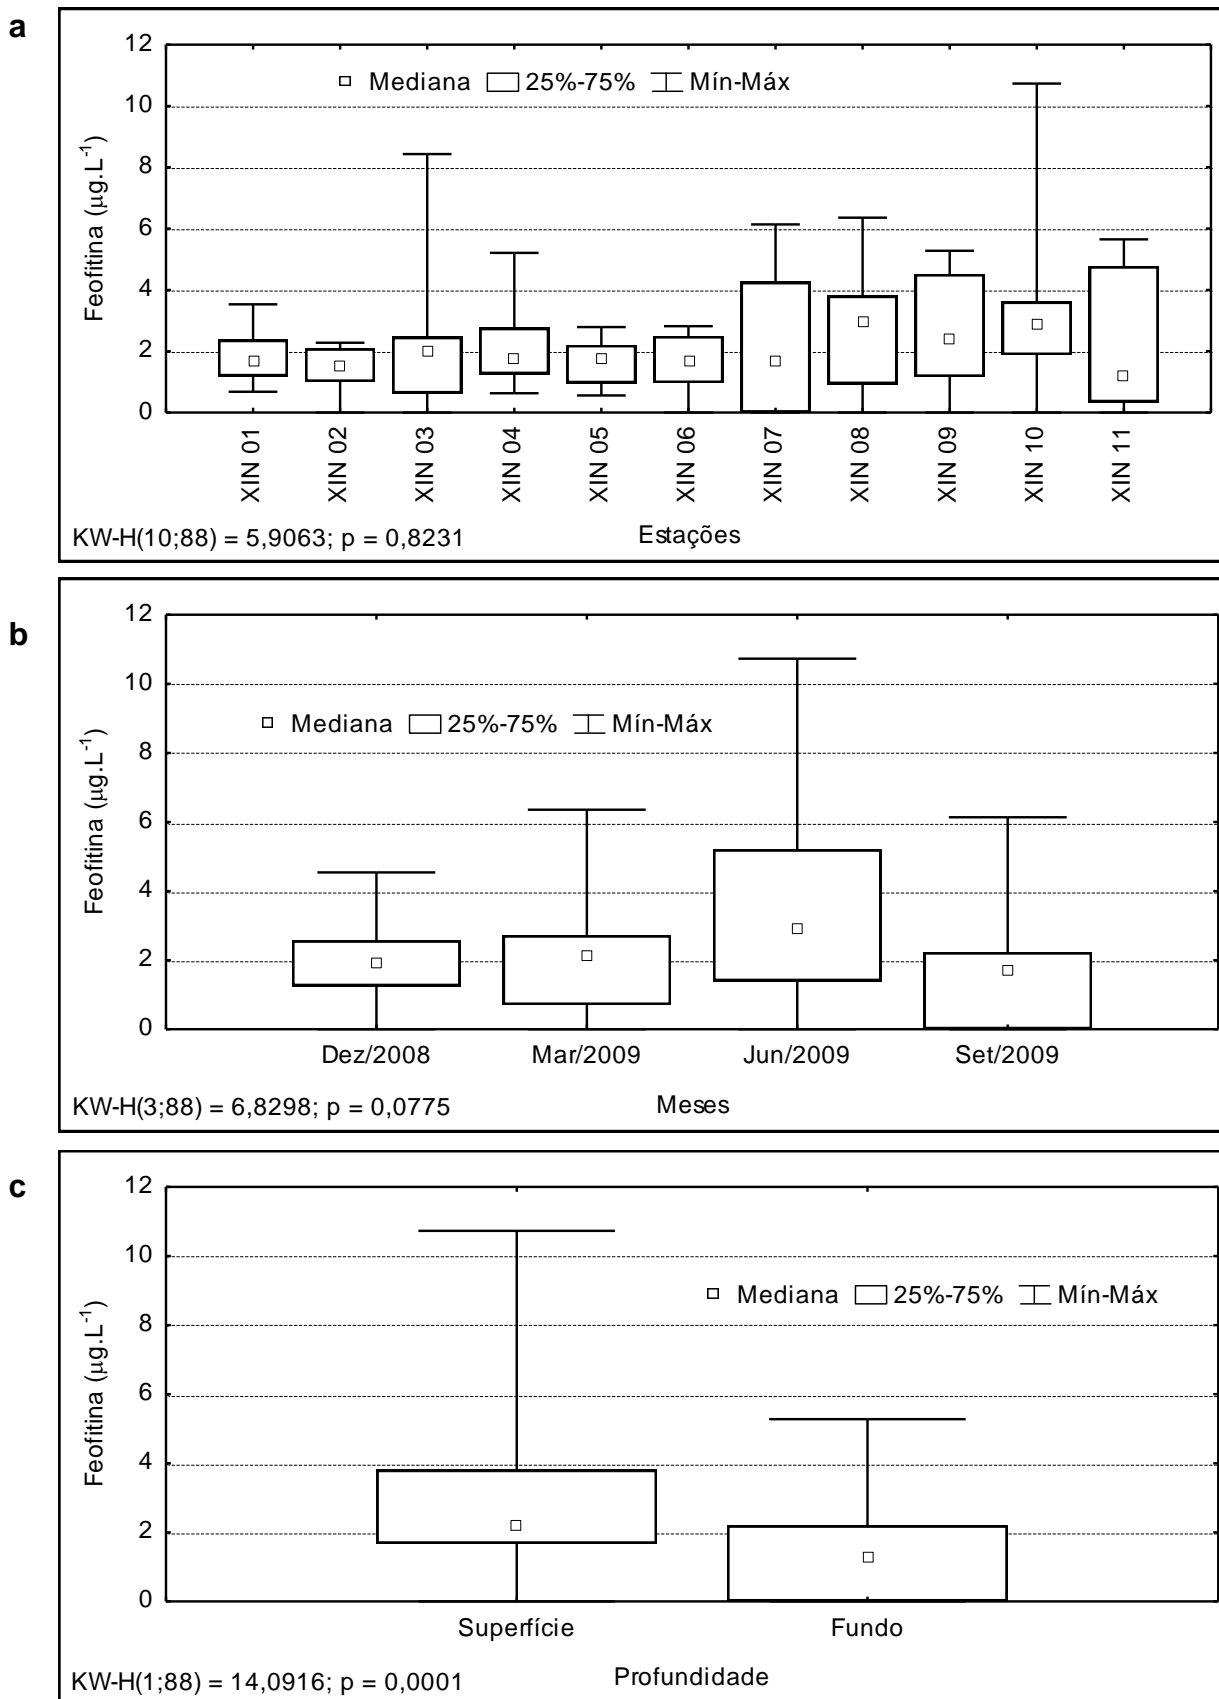 a
12
10
8
6
4
2
0
Feofitina (µg.L-1)
Mediana 25%-75% Mín-Máx
XIN 01
XIN 02
XIN 03
XIN 04
XIN 05
XIN 06
XIN 07
XIN 08
XIN 09
XIN 10
XIN 11
KW-H(10;88) = 5,9063; p = 0,8231
Estações
b
12
10
8
6
4
2
0
Feofitina (µg.L-1)
Mediana 25%-75% Mín-Máx
Dez/2008 Mar/2009 Jun/2009 Set/2009
KW-H(3;88) = 6,8298; p = 0,0775
Meses
c
12
10
8
6
4
2
0
Feofitina (µg.L-1)
Mediana 25%-75% Mín-Máx
Superfície Fundo
KW-H(1;88) = 14,0916; p = 0,0001
Profundidade